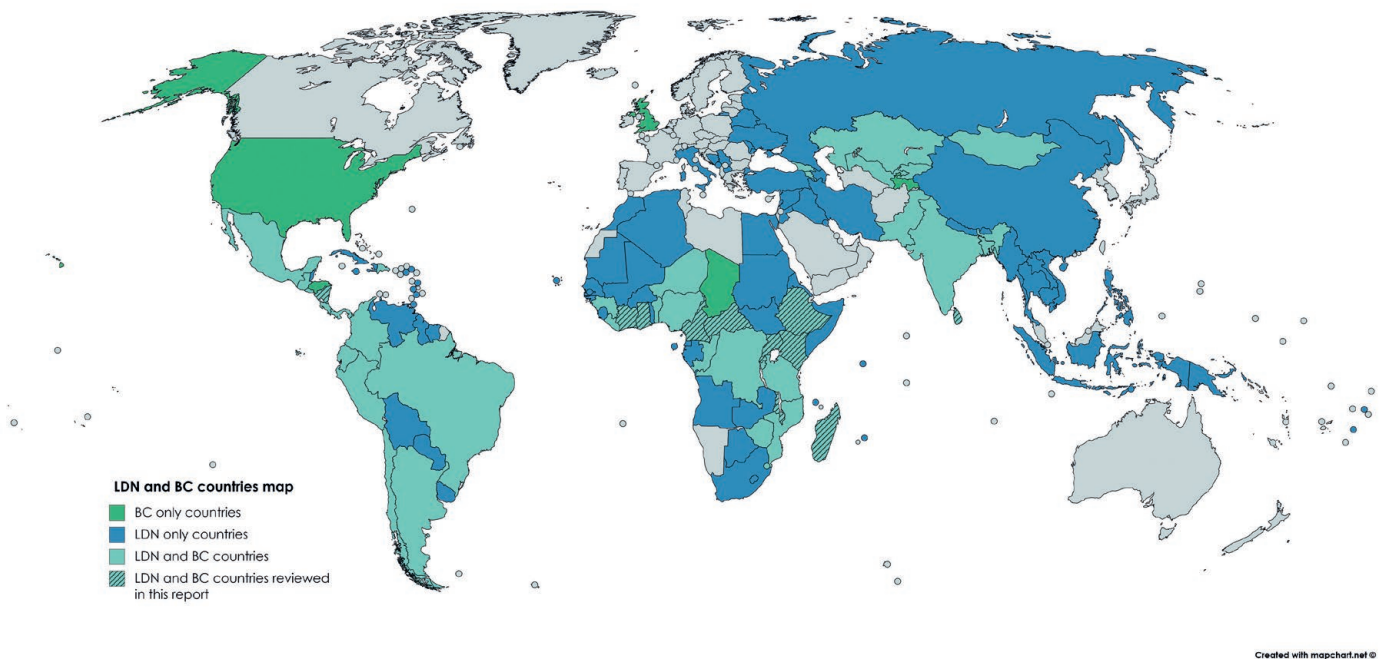 LDN and BC countries map
BC only countries
LDN only countries
LDN and BC countries
LDN and BC countries reviewed
in this report
Created with mapchart.net ©